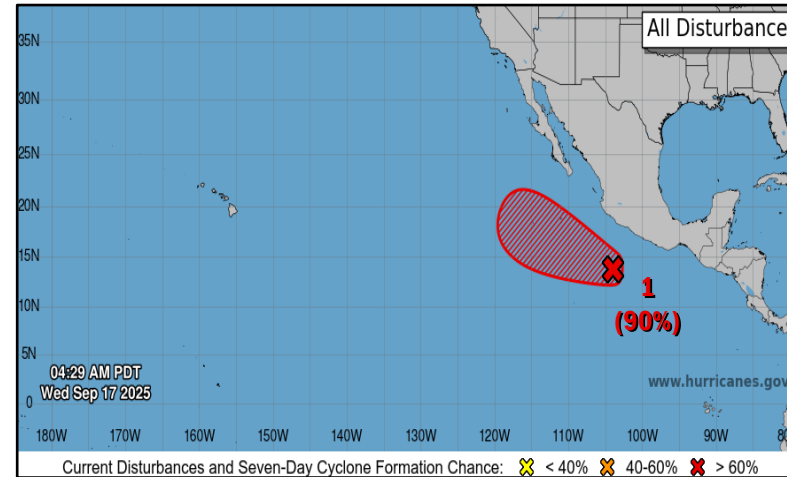 All Disturbance
35N
30N
25N
20N
15N
10N
5N
0
1
(90%)
04:29 AM PDT
Wed Sep 17 2025
www.hurricanes.gov
180W 170W 160W 150W 140W 130W 120W 110W 100W 90W 80
Current Disturbances and Seven-Day Cyclone Formation Chance: < 40% 40-60% > 60%